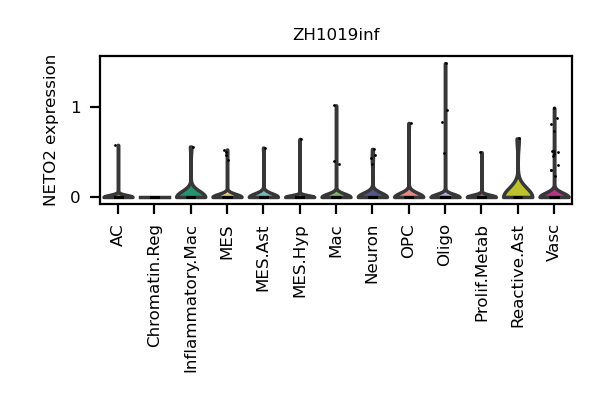 ZH1019inf
NETO2 expression
1
0
AC
Chromatin.Reg
Inflammatory.Mac
MES
MES.Ast
MES.Hyp
Mac
Neuron
OPC
Oligo
Prolif.Metab
Reactive.Ast
Vasc